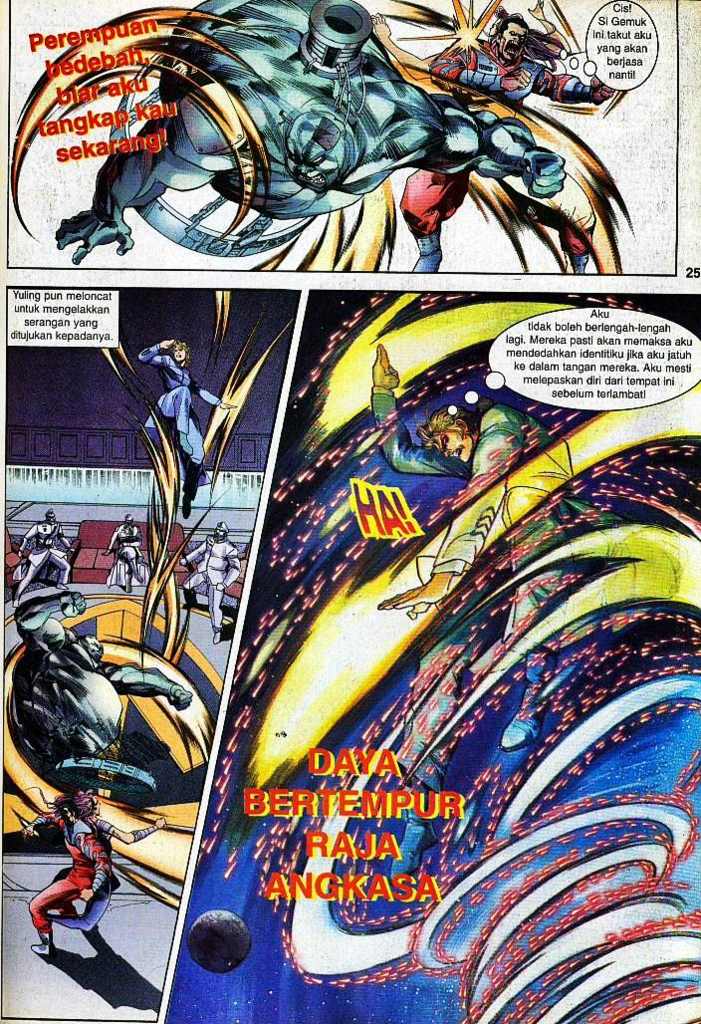 Perempuan
bedebah,
biar aku
tangkap kau
sekarang!
Cis!
Si Gemuk
ini takut aku
yang akan
berjasa
nanti!
25
Yuling pun meloncat
untuk mengelakkan
serangan yang
ditujukan kepadanya.
Aku
tidak boleh berlengah-lengah
lagi. Mereka pasti akan memaksa aku
mendedahkan identitiku jika aku jatuh
ke dalam tangan mereka. Aku mesti
melepaskan diri dari tempat ini
sebelum terlambat!
HA!
DAYA
BERTEMPUR
RAJA
ANGKASA